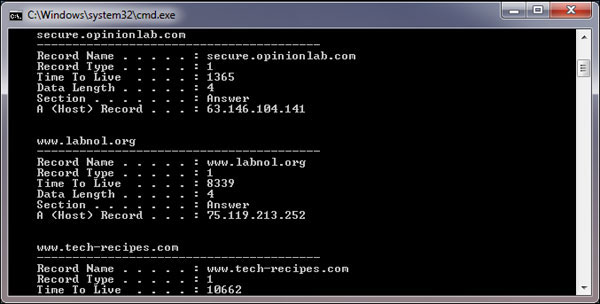 C:\Windows\system32\cmd.exe
secure.opinionlab.com
----------------------------------------
Record Name . . . . . : secure.opinionlab.com
Record Type . . . . . : 1
Time To Live  . . . . : 1365
Data Length . . . . . : 4
Section . . . . . . . : Answer
A (Host) Record . . . : 63.146.104.141
www.labnol.org
----------------------------------------
Record Name . . . . . : www.labnol.org
Record Type . . . . . : 1
Time To Live  . . . . : 8339
Data Length . . . . . : 4
Section . . . . . . . : Answer
A (Host) Record . . . : 75.119.213.252
www.tech-recipes.com
----------------------------------------
Record Name . . . . . : www.tech-recipes.com
Record Type . . . . . : 1
Time To Live  . . . . : 10662